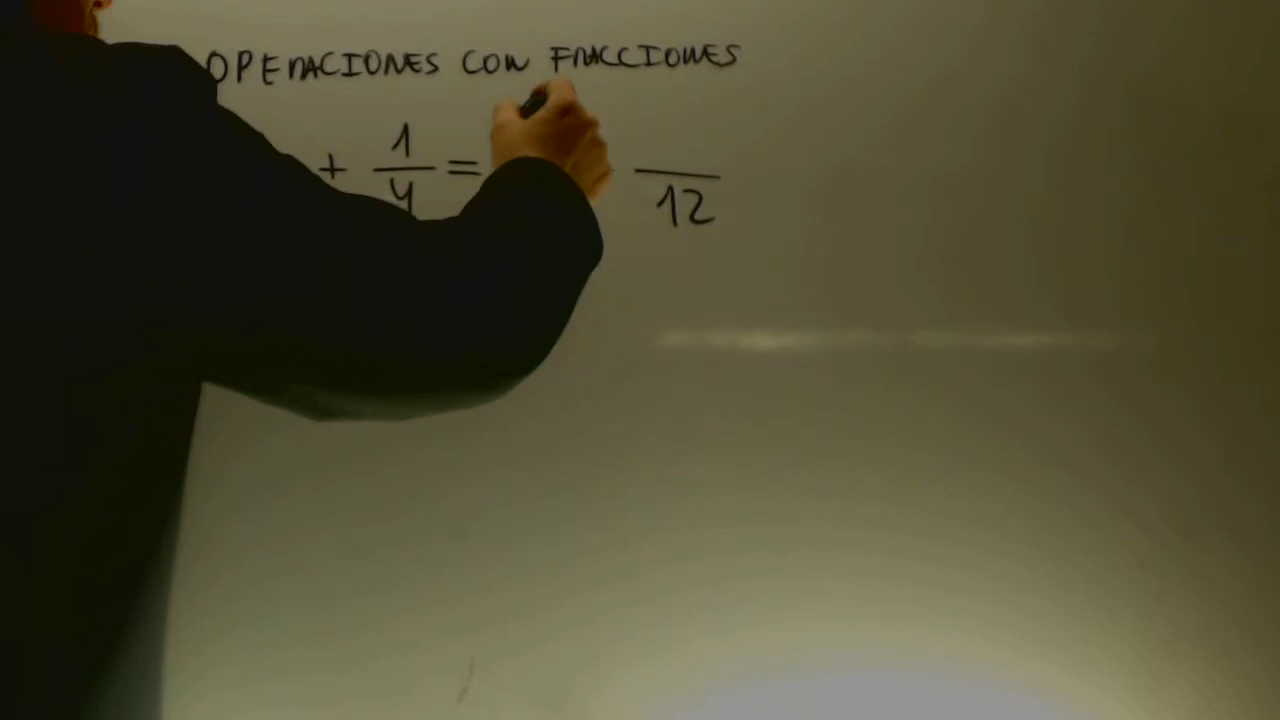 OPERACIONES CON FRACCIONES
+ 1/4 = /12